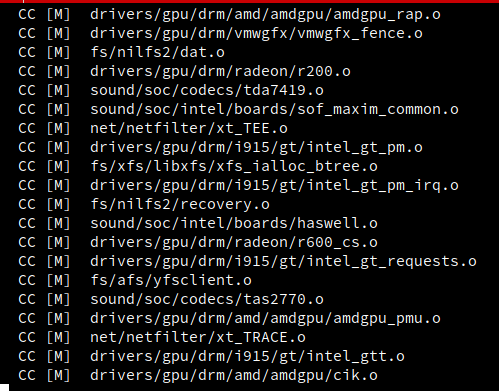 CC [M] drivers/gpu/drm/amd/amdgpu/amdgpu_rap.o
CC [M] drivers/gpu/drm/vmwgfx/vmwgfx_fence.o
CC [M] fs/nilfs2/dat.o
CC [M] drivers/gpu/drm/radeon/r200.o
CC [M] sound/soc/codecs/tda7419.o
CC [M] sound/soc/intel/boards/sof_maxim_common.o
CC [M] net/netfilter/xt_TEE.o
CC [M] drivers/gpu/drm/i915/gt/intel_gt_pm.o
CC [M] fs/xfs/libxfs/xfs_ialloc_btree.o
CC [M] drivers/gpu/drm/i915/gt/intel_gt_pm_irq.o
CC [M] fs/nilfs2/recovery.o
CC [M] sound/soc/intel/boards/haswell.o
CC [M] drivers/gpu/drm/radeon/r600_cs.o
CC [M] drivers/gpu/drm/i915/gt/intel_gt_requests.o
CC [M] fs/afs/yfsclient.o
CC [M] sound/soc/codecs/tas2770.o
CC [M] drivers/gpu/drm/amd/amdgpu/amdgpu_pmu.o
CC [M] net/netfilter/xt_TRACE.o
CC [M] drivers/gpu/drm/i915/gt/intel_gtt.o
CC [M] drivers/gpu/drm/amd/amdgpu/cik.o